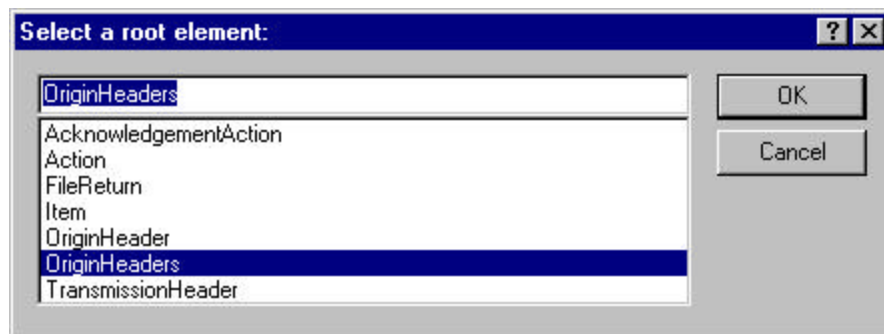 Select a root element:
? X
OriginHeaders
OK
AcknowledgementAction
Action
Cancel
FileReturn
Item
OriginHeader
OriginHeaders
TransmissionHeader